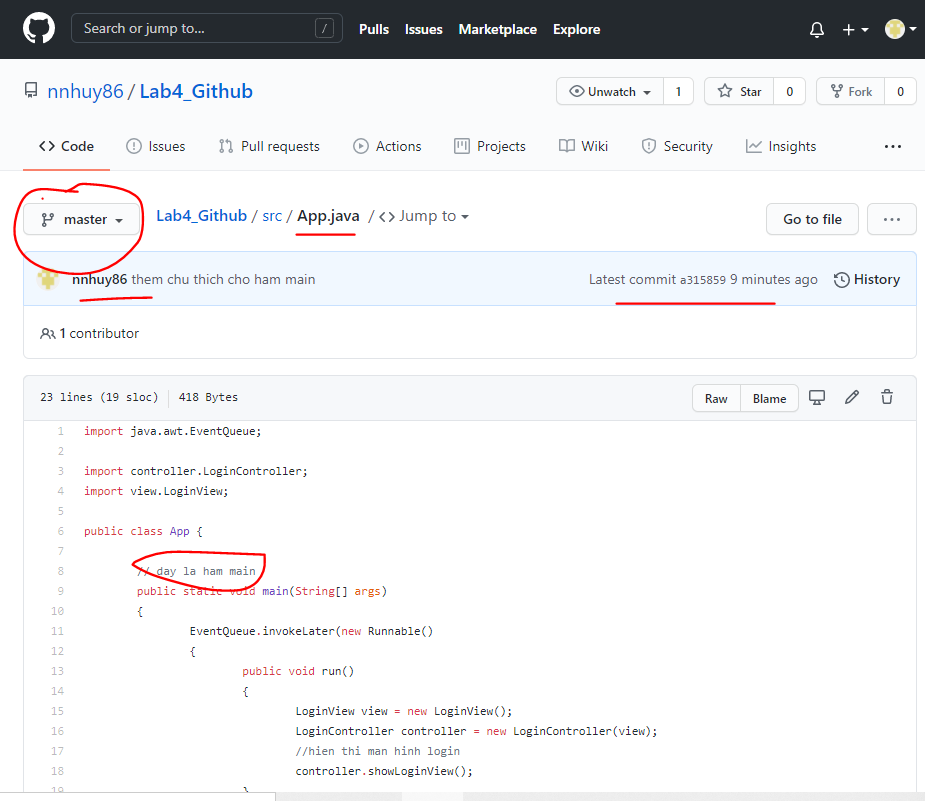 Search or jump to... /
Pulls Issues Marketplace Explore
nnhuy86 / Lab4_Github
Unwatch 1 Star 0 Fork 0
Code Issues Pull requests Actions Projects Wiki Security Insights ...
master Lab4_Github / src / App.java / <> Jump to Go to file ...
nnhuy86 them chu thich cho ham main Latest commit a315859 9 minutes ago History
1 contributor
23 lines (19 sloc) 418 Bytes Raw Blame
1 import java.awt.EventQueue;
2
3 import controller.LoginController;
4 import view.LoginView;
5
6 public class App {
7
8 // day la ham main
9 public static void main(String[] args)
10 {
11 EventQueue.invokeLater(new Runnable()
12 {
13 public void run()
14 {
15 LoginView view = new LoginView();
16 LoginController controller = new LoginController(view);
17 //hien thi man hinh login
18 controller.showLoginView();
19 }